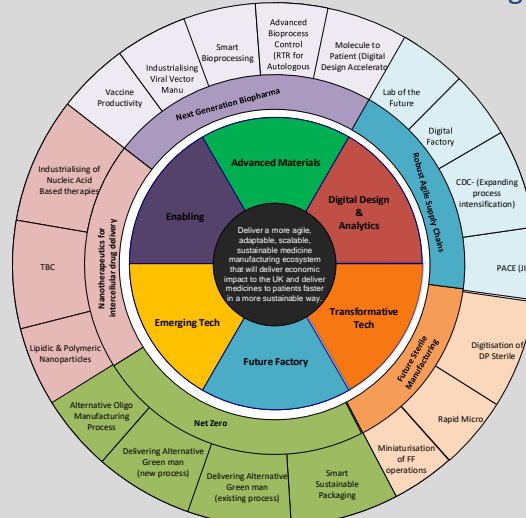 g
Advanced
Bioprocess
Control
(RTR for
Autologous
Molecule to
Patient (Digital
Design Accelerato
Smart
Bioprocessing
Industrialising
Viral Vector
Manu
Vaccine
Productivity
Lab of the
Future
Digital
Factory
CDC- (Expanding
process
intensification)
PACE (JI
Next Generation Biopharma
Robust Agile Supply Chains
Industrialising of
Nucleic Acid
Based therapies
TBC
Lipidic & Polymeric
Nanoparticles
Nanotherapeutics for
intercellular drug delivery
Advanced Materials
Digital Design
&
Analytics
Enabling
Deliver a more agile,
adaptable, scalable,
sustainable medicine
manufacturing ecosystem
that will deliver economic
impact to the UK and deliver
medicines to patients faster
in a more sustainable way.
Transformative
Tech
Emerging Tech
Future Factory
Future Sterile
Manufacturing
Digitisation of
DP Sterile
Rapid Micro
Miniaturisation
of FF
operations
Net Zero
Alternative Oligo
Manufacturing
Process
Delivering Alternative
Green man
(new process)
Delivering Alternative
Green man
(existing process)
Smart
Sustainable
Packaging